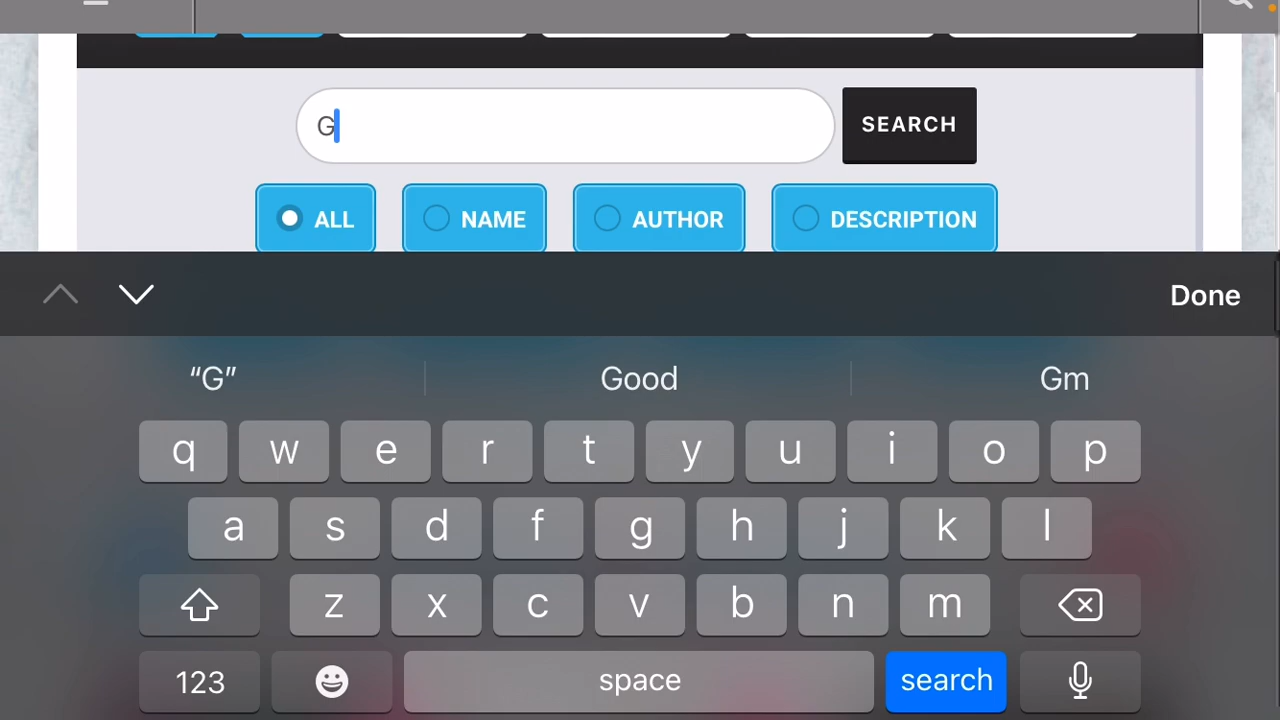 G
SEARCH
ALL NAME AUTHOR DESCRIPTION
Done
“G” Good Gm
q w e r t y u i o p
a s d f g h j k l
z x c v b n m
123 space search